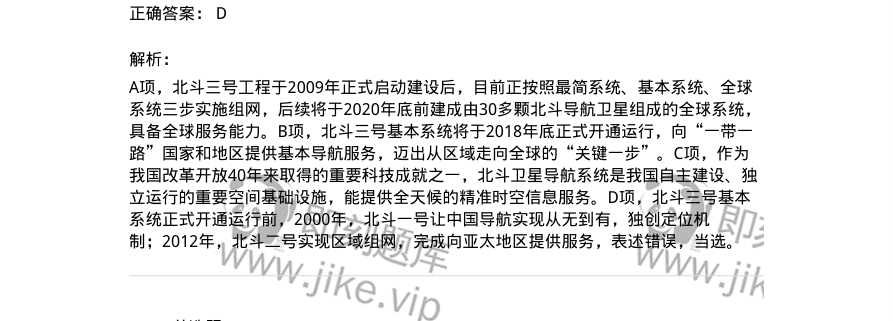 正确答案： D
解析：
A项，北斗三号工程于2009年正式启动建设后，目前正按照最简系统、基本系统、全球
系统三步实施组网，后续将于2020年底前建成由30多颗北斗导航卫星组成的全球系统，
具备全球服务能力。B项，北斗三号基本系统将于2018年底正式开通运行，向“一带一
路”国家和地区提供基本导航服务，迈出从区域走向全球的“关键一步”。C项，作为
我国改革开放40年来取得的重要科技成就之一，北斗卫星导航系统是我国自主建设、独
立运行的重要空间基础设施，能提供全天候的精准时空信息服务。D项，北斗三号基本
系统正式开通运行前，2000年，北斗一号让中国导航实现从无到有，独创定位机
制；2012年，北斗二号实现区域组网，完成向亚太地区提供服务，表述错误，当选。
即刻题库
www.jike.vip
即刻
www.ji